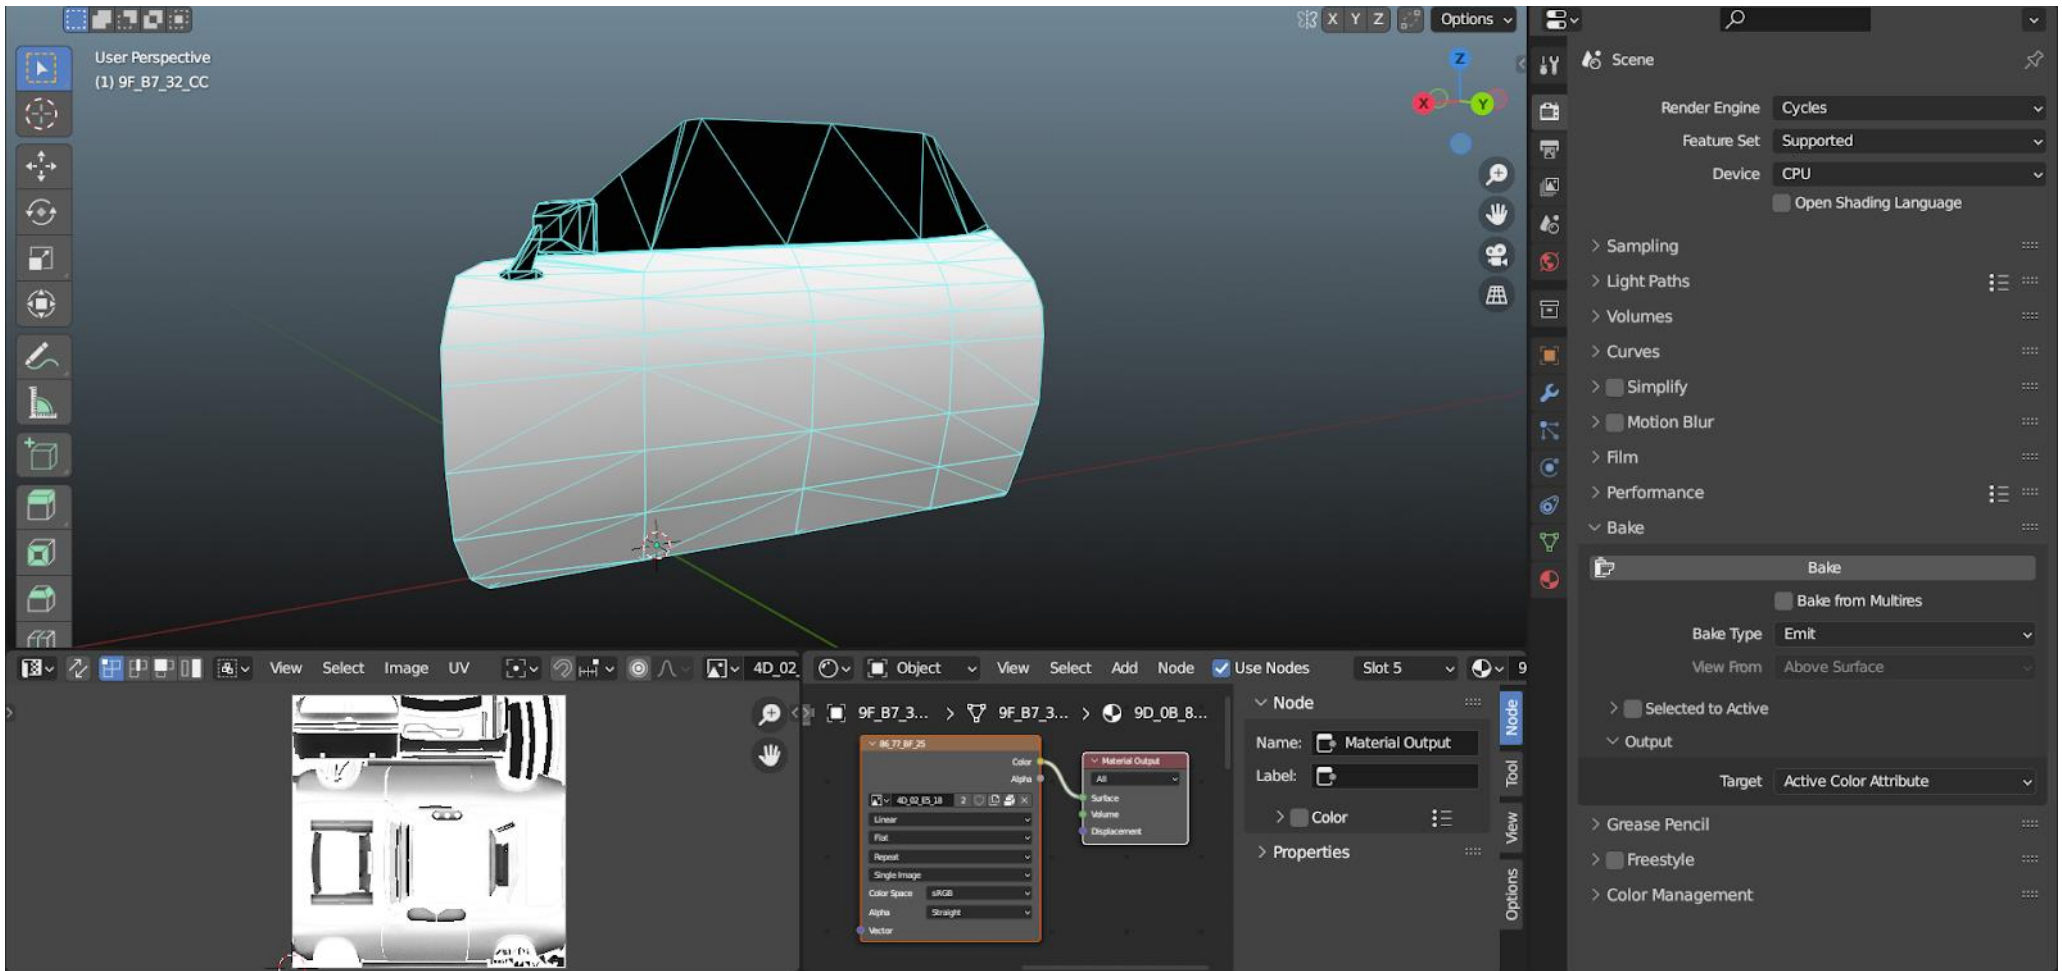 X Y Z
Options
User Perspective
(1) 9F_B7_32_CC
Z
X
Y
Scene
Render Engine Cycles
Feature Set Supported
Device CPU
Open Shading Language
Sampling
Light Paths
Volumes
Curves
Simplify
Motion Blur
Film
Performance
Bake
Bake
Bake from Multires
Bake Type Emit
View From Above Surface
Selected to Active
Output
Target Active Color Attribute
Grease Pencil
Freestyle
Color Management
View Select Image UV
4D_02_
Object
View Select Add Node
Use Nodes
Slot 5
9
9F_B7_3... > 9F_B7_3... > 9D_0B_8...
86_77_BF_25
Color
Alpha
4D_02_E5_18 2
Linear
Flat
Repeat
Single Image
Color Space sRGB
Alpha Straight
Vector
Material Output
All
Surface
Volume
Displacement
Node
Name: Material Output
Label:
Color
Properties
Node
Tool
View
Options